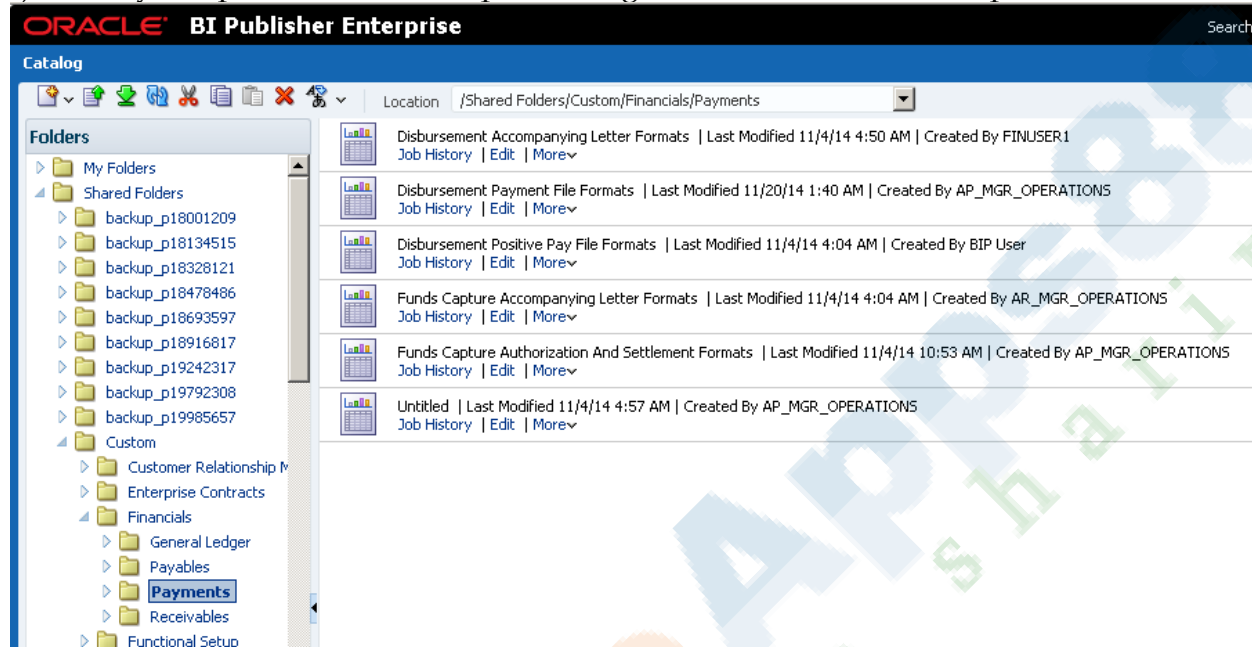 ORACLE BI Publisher Enterprise
Search
Catalog
Location /Shared Folders/Custom/Financials/Payments
Folders
My Folders
Shared Folders
backup_p18001209
backup_p18134515
backup_p18328121
backup_p18478486
backup_p18693597
backup_p18916817
backup_p19242317
backup_p19792308
backup_p19985657
Custom
Customer Relationship M
Enterprise Contracts
Financials
General Ledger
Payables
Payments
Receivables
Functional Setup
Disbursement Accompanying Letter Formats | Last Modified 11/4/14 4:50 AM | Created By FINUSER1
Job History | Edit | More
Disbursement Payment File Formats | Last Modified 11/20/14 1:40 AM | Created By AP_MGR_OPERATIONS
Job History | Edit | More
Disbursement Positive Pay File Formats | Last Modified 11/4/14 4:04 AM | Created By BIP User
Job History | Edit | More
Funds Capture Accompanying Letter Formats | Last Modified 11/4/14 4:04 AM | Created By AR_MGR_OPERATIONS
Job History | Edit | More
Funds Capture Authorization And Settlement Formats | Last Modified 11/4/14 10:53 AM | Created By AP_MGR_OPERATIONS
Job History | Edit | More
Untitled | Last Modified 11/4/14 4:57 AM | Created By AP_MGR_OPERATIONS
Job History | Edit | More
Apps88
shari